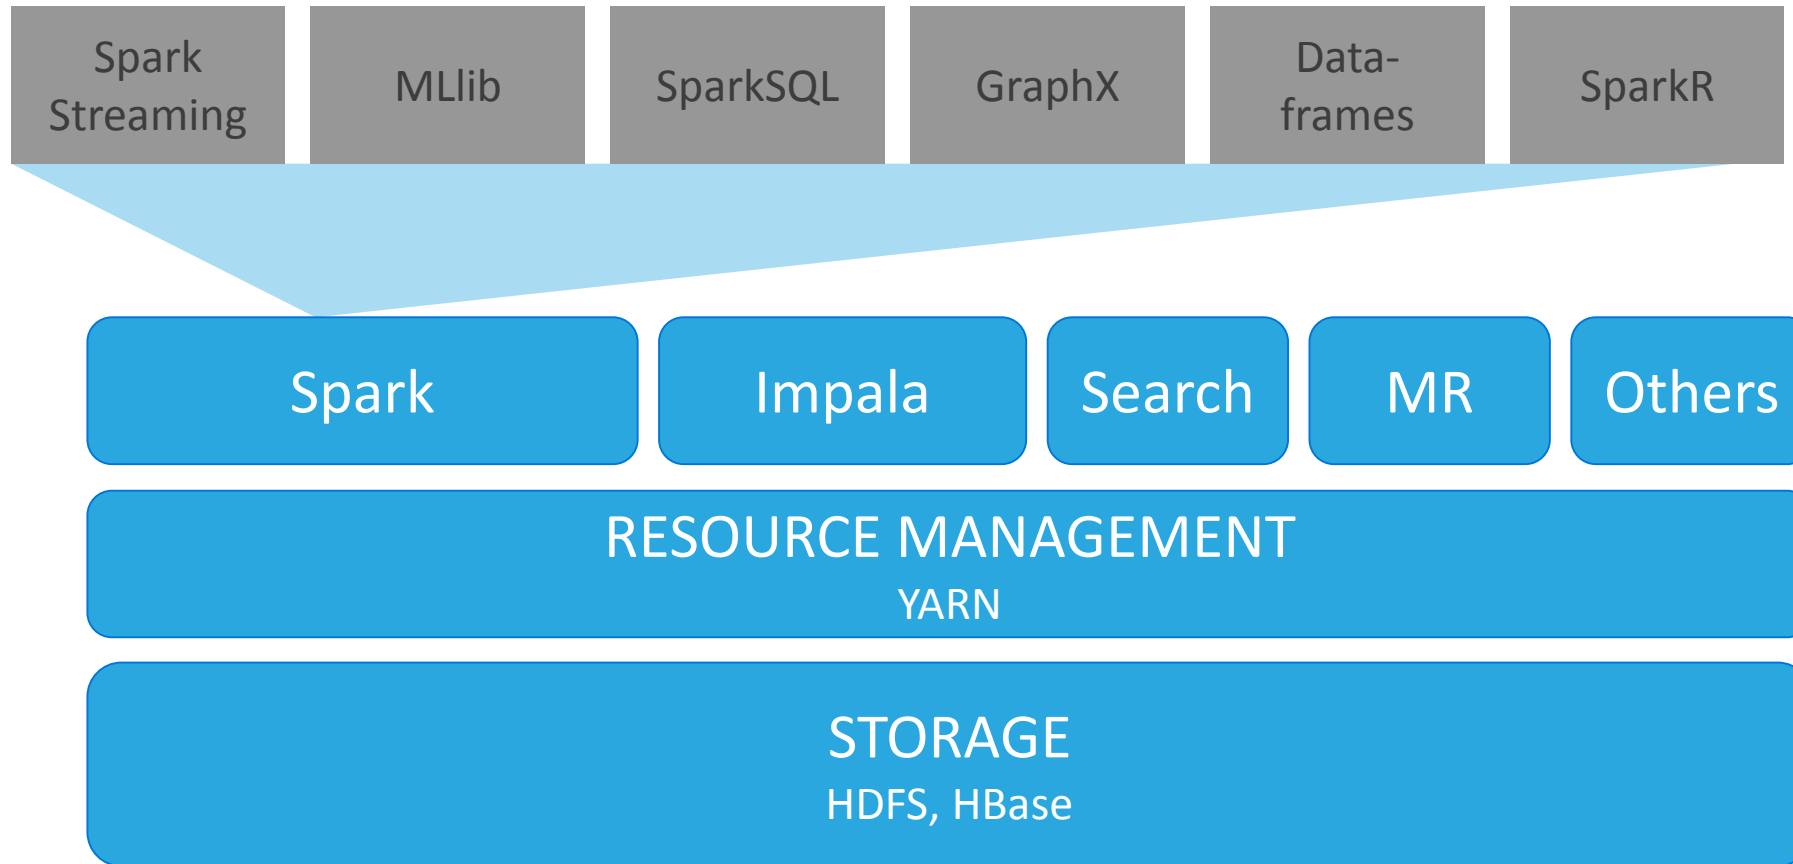 Spark
Streaming
MLlib
SparkSQL
GraphX
Data-
frames
SparkR
Spark
Impala
Search
MR
Others
RESOURCE MANAGEMENT
YARN
STORAGE
HDFS, HBase